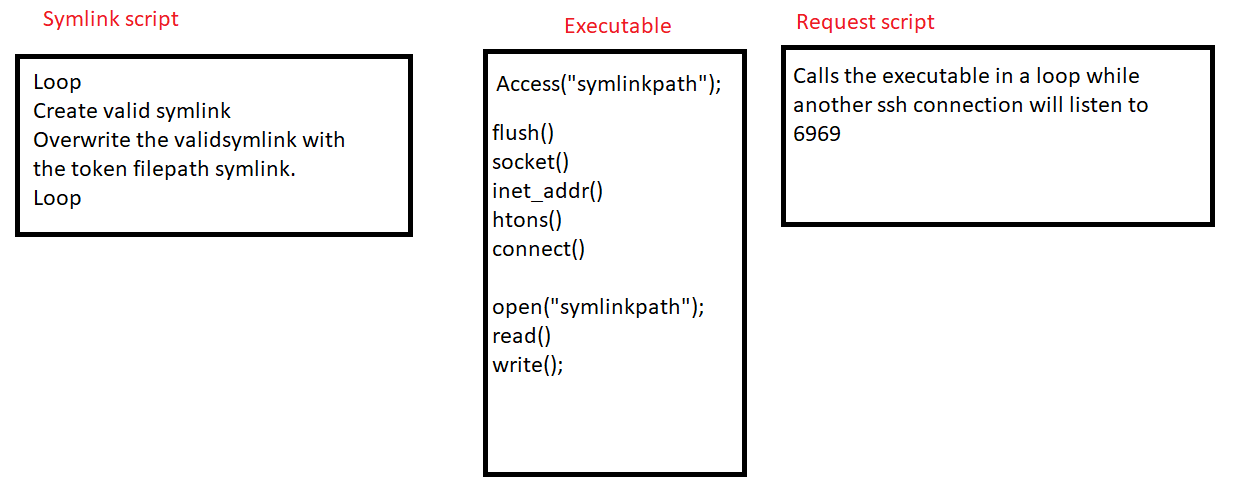 Symlink script
Loop
Create valid symlink
Overwrite the validsymlink with
the token filepath symlink.
Loop
Executable
Access("symlinkpath");
flush()
socket()
inet_addr()
htons()
connect()
open("symlinkpath");
read()
write();
Request script
Calls the executable in a loop while
another ssh connection will listen to
6969